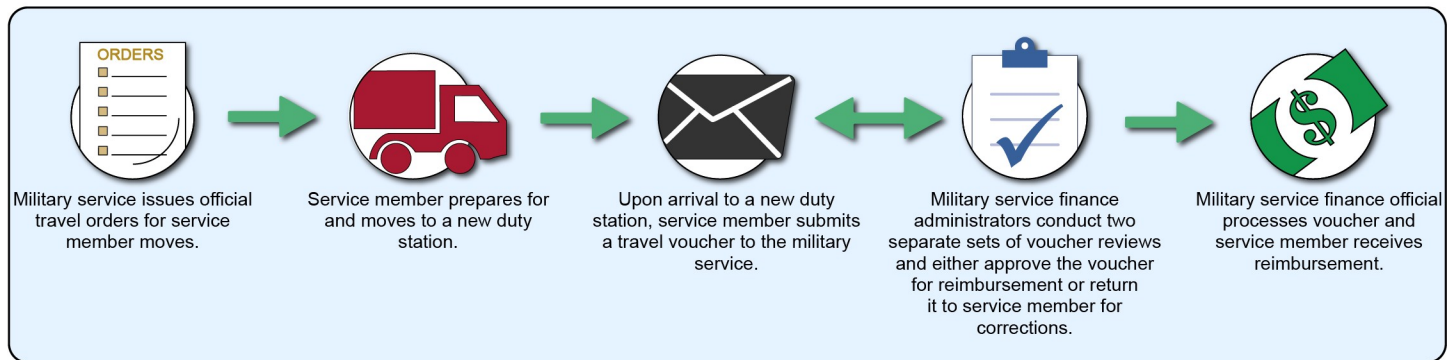 ORDERS
Military service issues official
travel orders for service
member moves.
Service member prepares for
and moves to a new duty
station.
Upon arrival to a new duty
station, service member submits
a travel voucher to the military
service.
Military service finance
administrators conduct two
separate sets of voucher reviews
and either approve the voucher
for reimbursement or return
it to service member for
corrections.
$
Military service finance official
processes voucher and
service member receives
reimbursement.